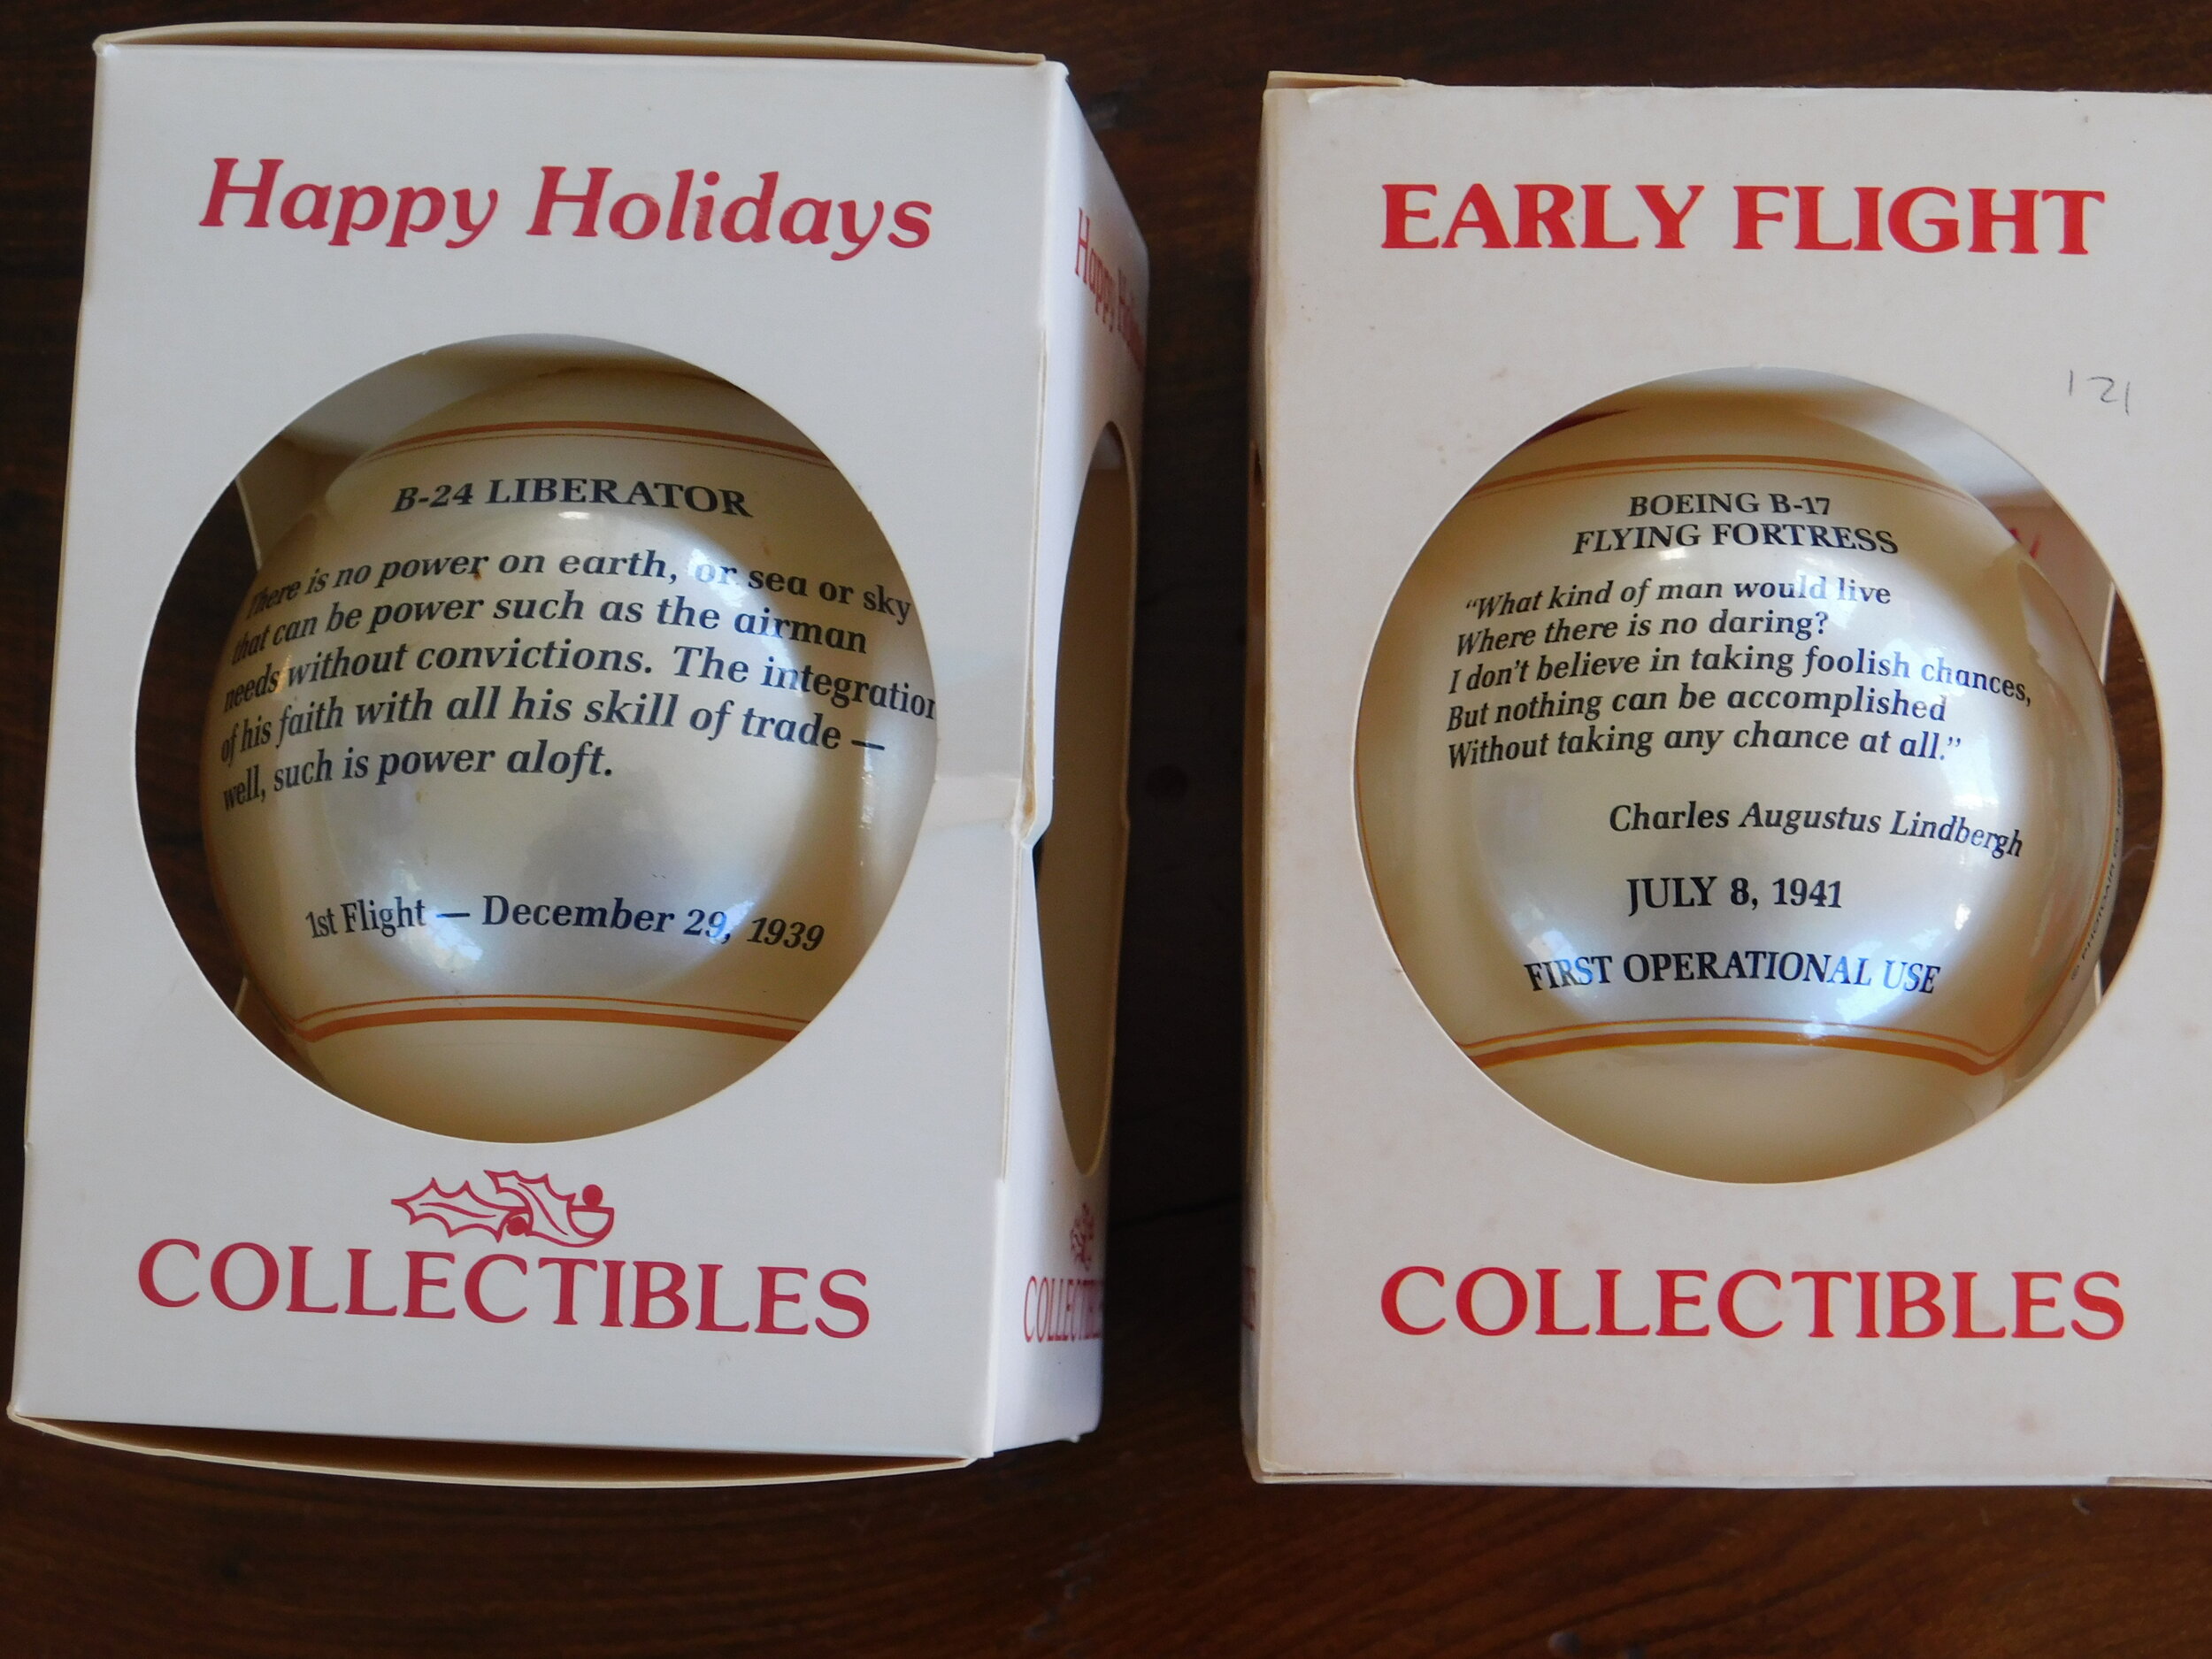 Happy Holidays
B-24 LIBERATOR
There is no power on earth, or sea or sky
that can be power such as the airman
needs without convictions. The integration
of his faith with all his skill of trade —
well, such is power aloft.
1st Flight — December 29, 1939
COLLECTIBLES
Happy
COLLECTIBLES
EARLY FLIGHT
121
BOEING B-17
FLYING FORTRESS
“What kind of man would live
Where there is no daring?
I don’t believe in taking foolish chances,
But nothing can be accomplished
Without taking any chance at all.”
Charles Augustus Lindbergh
JULY 8, 1941
FIRST OPERATIONAL USE
COLLECTIBLES